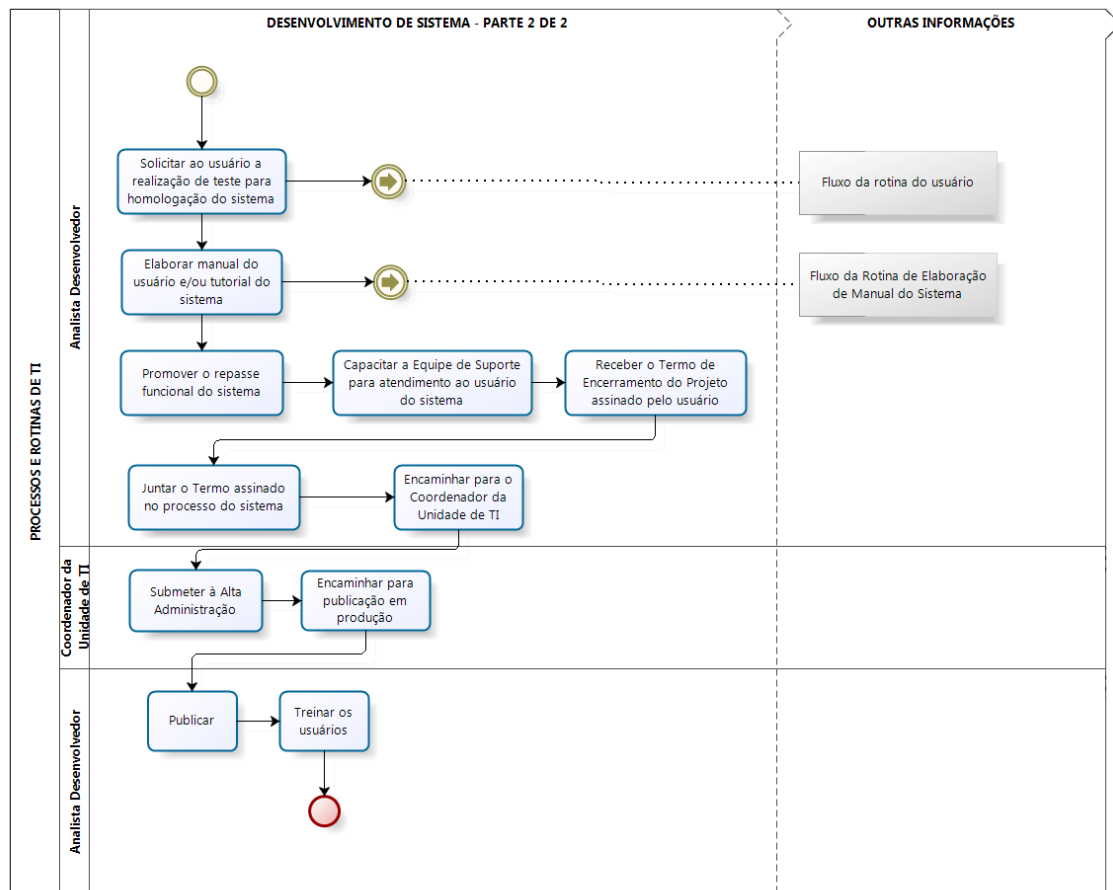 DESENVOLVIMENTO DE SISTEMA - PARTE 2 DE 2
OUTRAS INFORMAÇÕES
PROCESSOS E ROTINAS DE TI
Analista Desenvolvedor
Solicitar ao usuário a
realização de teste para
homologação do sistema
Fluxo da rotina do usuário
Elaborar manual do
usuário e/ou tutorial do
sistema
Fluxo da Rotina de Elaboração
de Manual do Sistema
Promover o repasse
funcional do sistema
Capacitar a Equipe de Suporte
para atendimento ao usuário
do sistema
Receber o Termo de
Encerramento do Projeto
assinado pelo usuário
Juntar o Termo assinado
no processo do sistema
Encaminhar para o
Coordenador da
Unidade de TI
Coordenador da
Unidade de TI
Submeter à Alta
Administração
Encaminhar para
publicação em
produção
Analista Desenvolvedor
Publicar
Treinar os
usuários